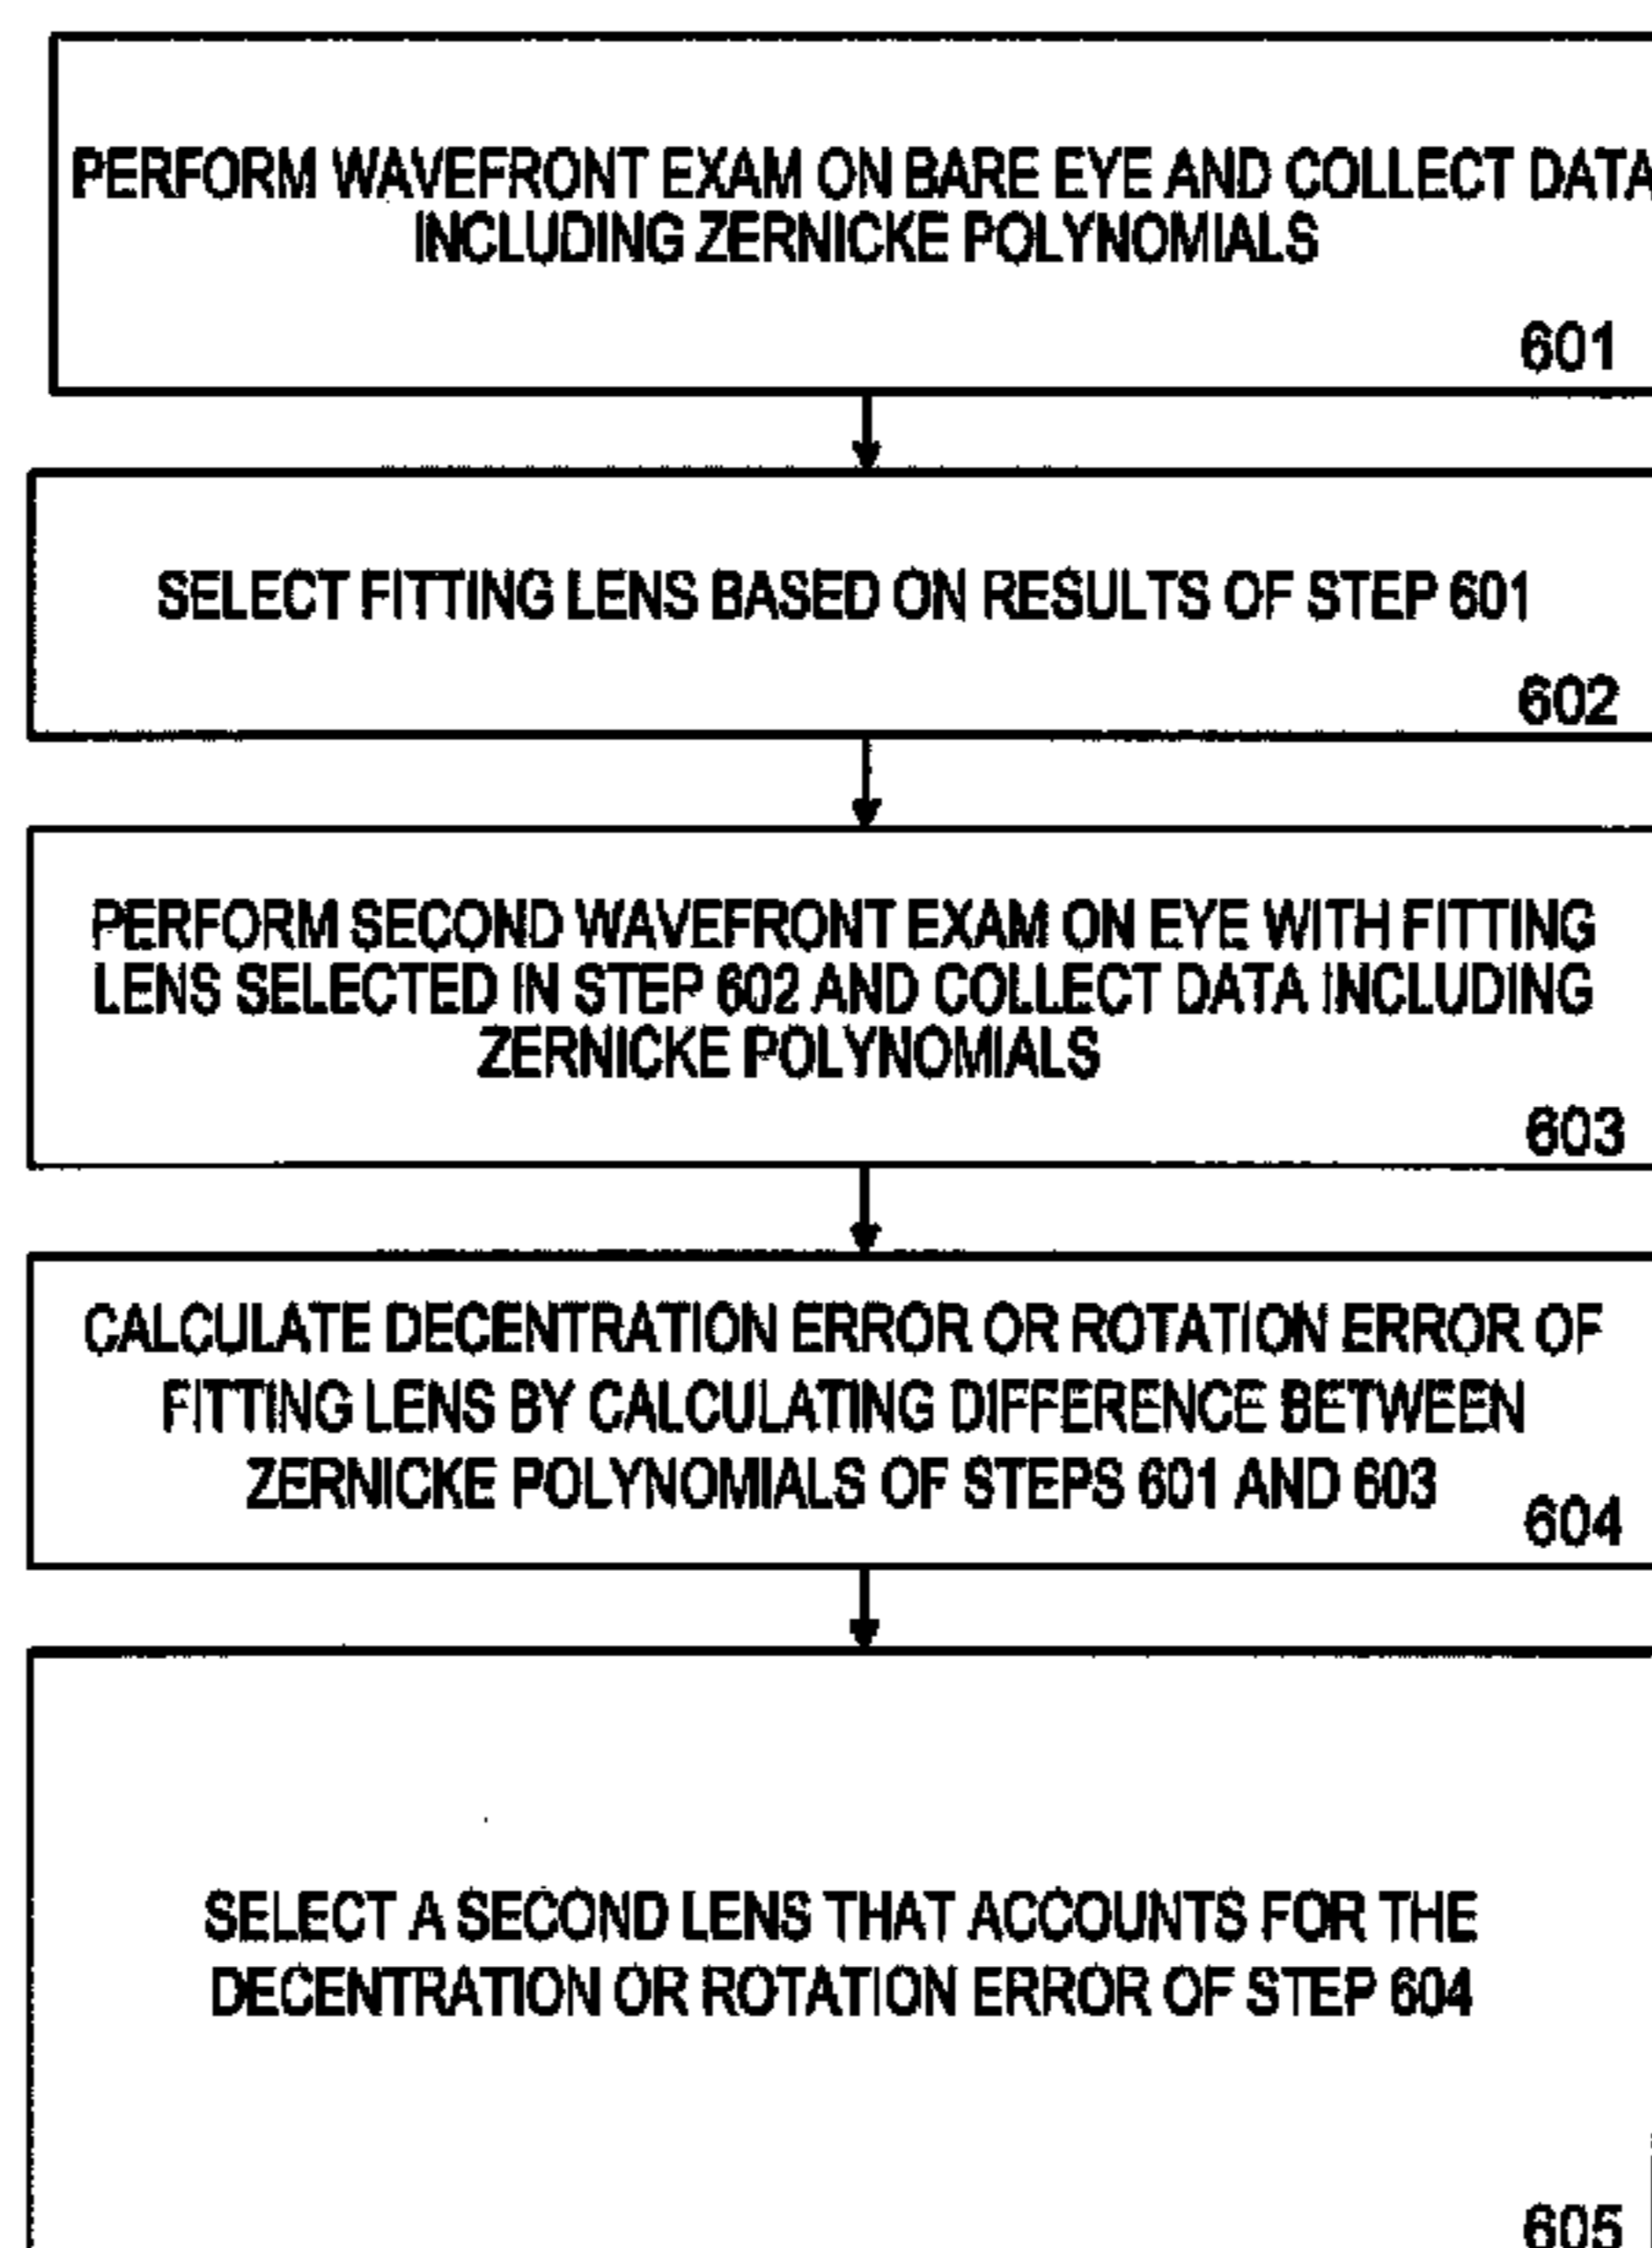 PERFORM WAVEFRONT EXAM ON BARE EYE AND COLLECT DATA
INCLUDING ZERNICKE POLYNOMIALS
601
SELECT FITTING LENS BASED ON RESULTS OF STEP 601
602
PERFORM SECOND WAVEFRONT EXAM ON EYE WITH FITTING
LENS SELECTED IN STEP 602 AND COLLECT DATA INCLUDING
ZERNICKE POLYNOMIALS
603
CALCULATE DECENTRATION ERROR OR ROTATION ERROR OF
FITTING LENS BY CALCULATING DIFFERENCE BETWEEN
ZERNICKE POLYNOMIALS OF STEPS 601 AND 603
604
SELECT A SECOND LENS THAT ACCOUNTS FOR THE
DECENTRATION OR ROTATION ERROR OF STEP 604
605